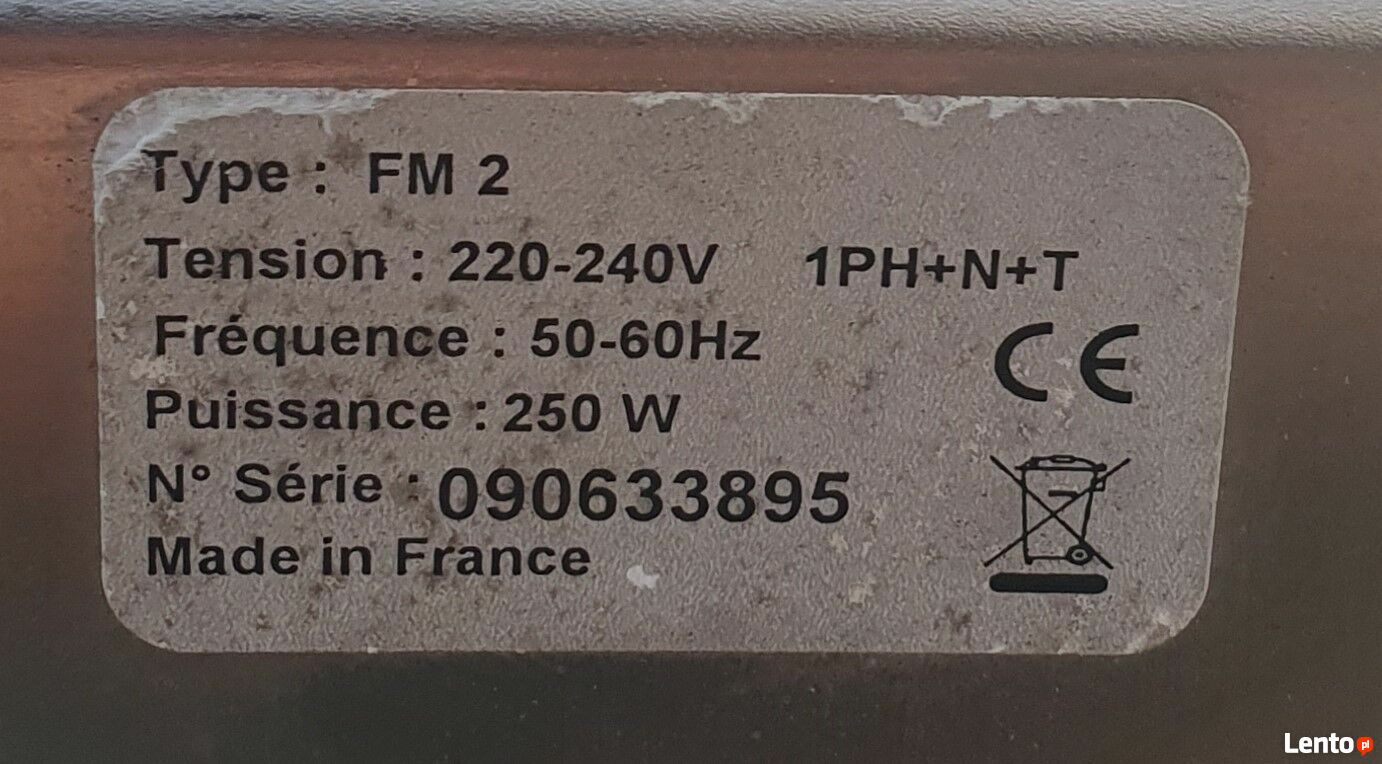 Type : FM 2
Tension : 220-240V 1PH+N+T
Fréquence : 50-60Hz
CE
Puissance : 250 W
N° Série : 090633895
Made in France
Lento pl